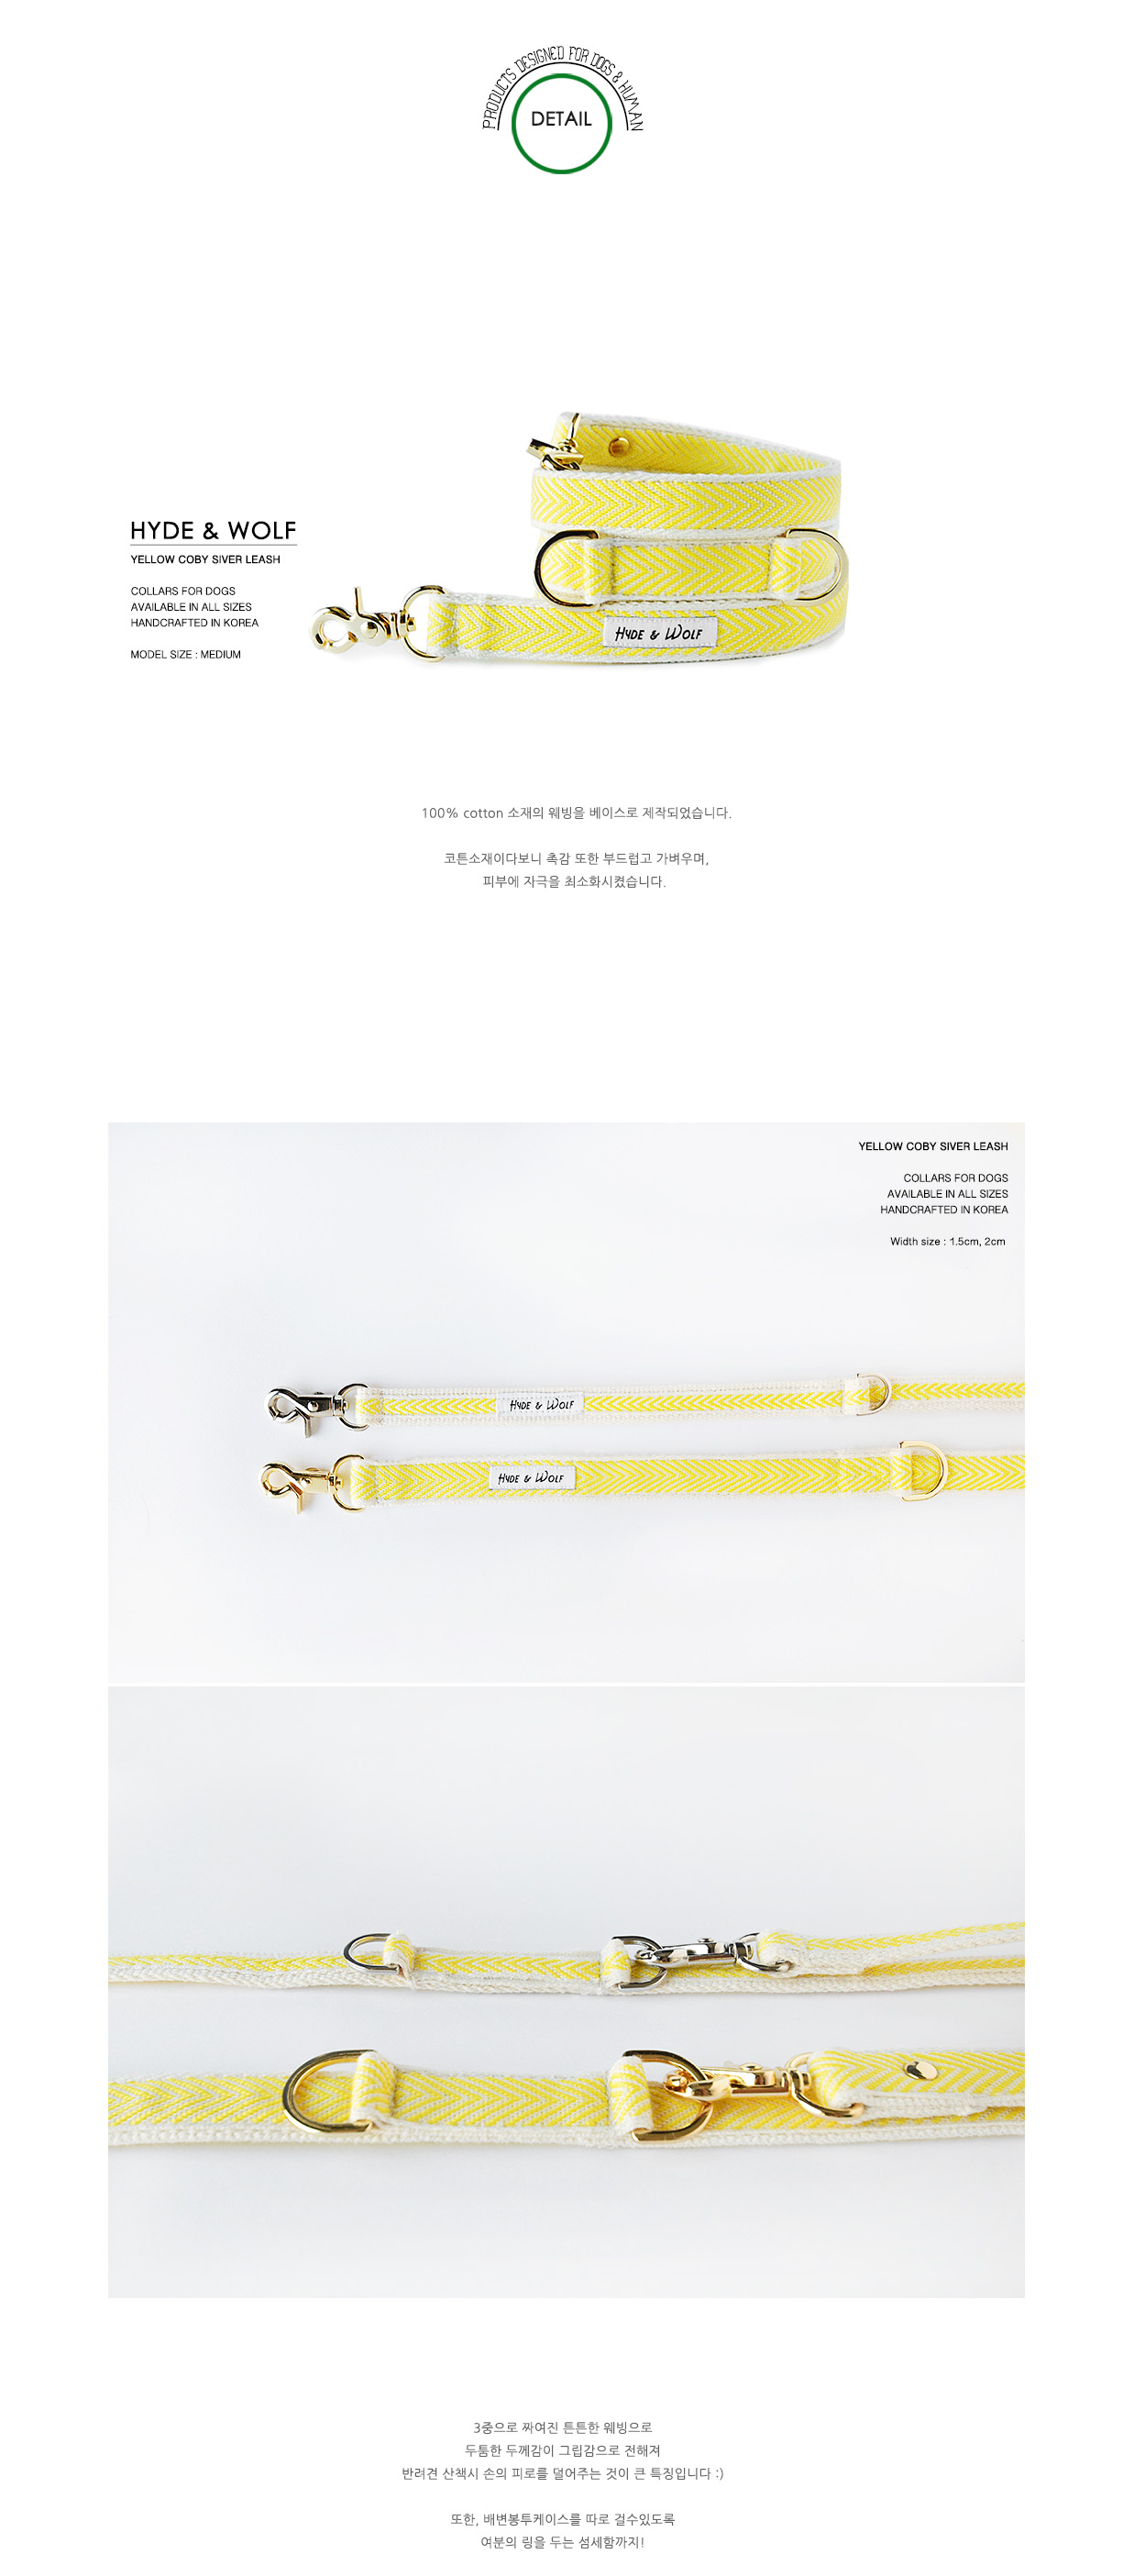 PRODUCTS DESIGNED FOR DOGS & HUMAN
DETAIL
HYDE & WOLF
YELLOW COBY SIVER LEASH
COLLARS FOR DOGS
AVAILABLE IN ALL SIZES
HANDCRAFTED IN KOREA
MODEL SIZE : MEDIUM
HYDE & WOLF
100% cotton 소재의 웨빙을 베이스로 제작되었습니다.
코튼소재이다보니 촉감 또한 부드럽고 가벼우며,
피부에 자극을 최소화시켰습니다.
YELLOW COBY SIVER LEASH
COLLARS FOR DOGS
AVAILABLE IN ALL SIZES
HANDCRAFTED IN KOREA
Width size : 1.5cm, 2cm
HYDE & WOLF
HYDE & WOLF
3중으로 짜여진 튼튼한 웨빙으로
두툼한 두께감이 그립감으로 전해져
반려견 산책시 손의 피로를 덜어주는 것이 큰 특징입니다 :)
또한, 배변봉투케이스를 따로 걸수있도록
여분의 링을 두는 섬세함까지!